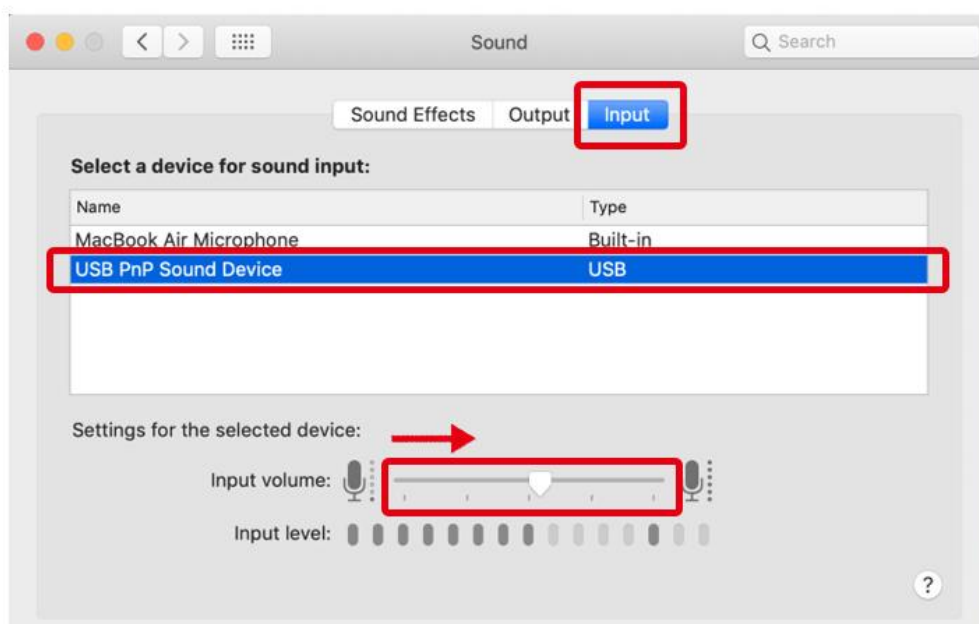 Sound
Search
Sound Effects Output Input
Select a device for sound input:
Name Type
MacBook Air Microphone Built-in
USB PnP Sound Device USB
Settings for the selected device:
Input volume:
Input level:
?